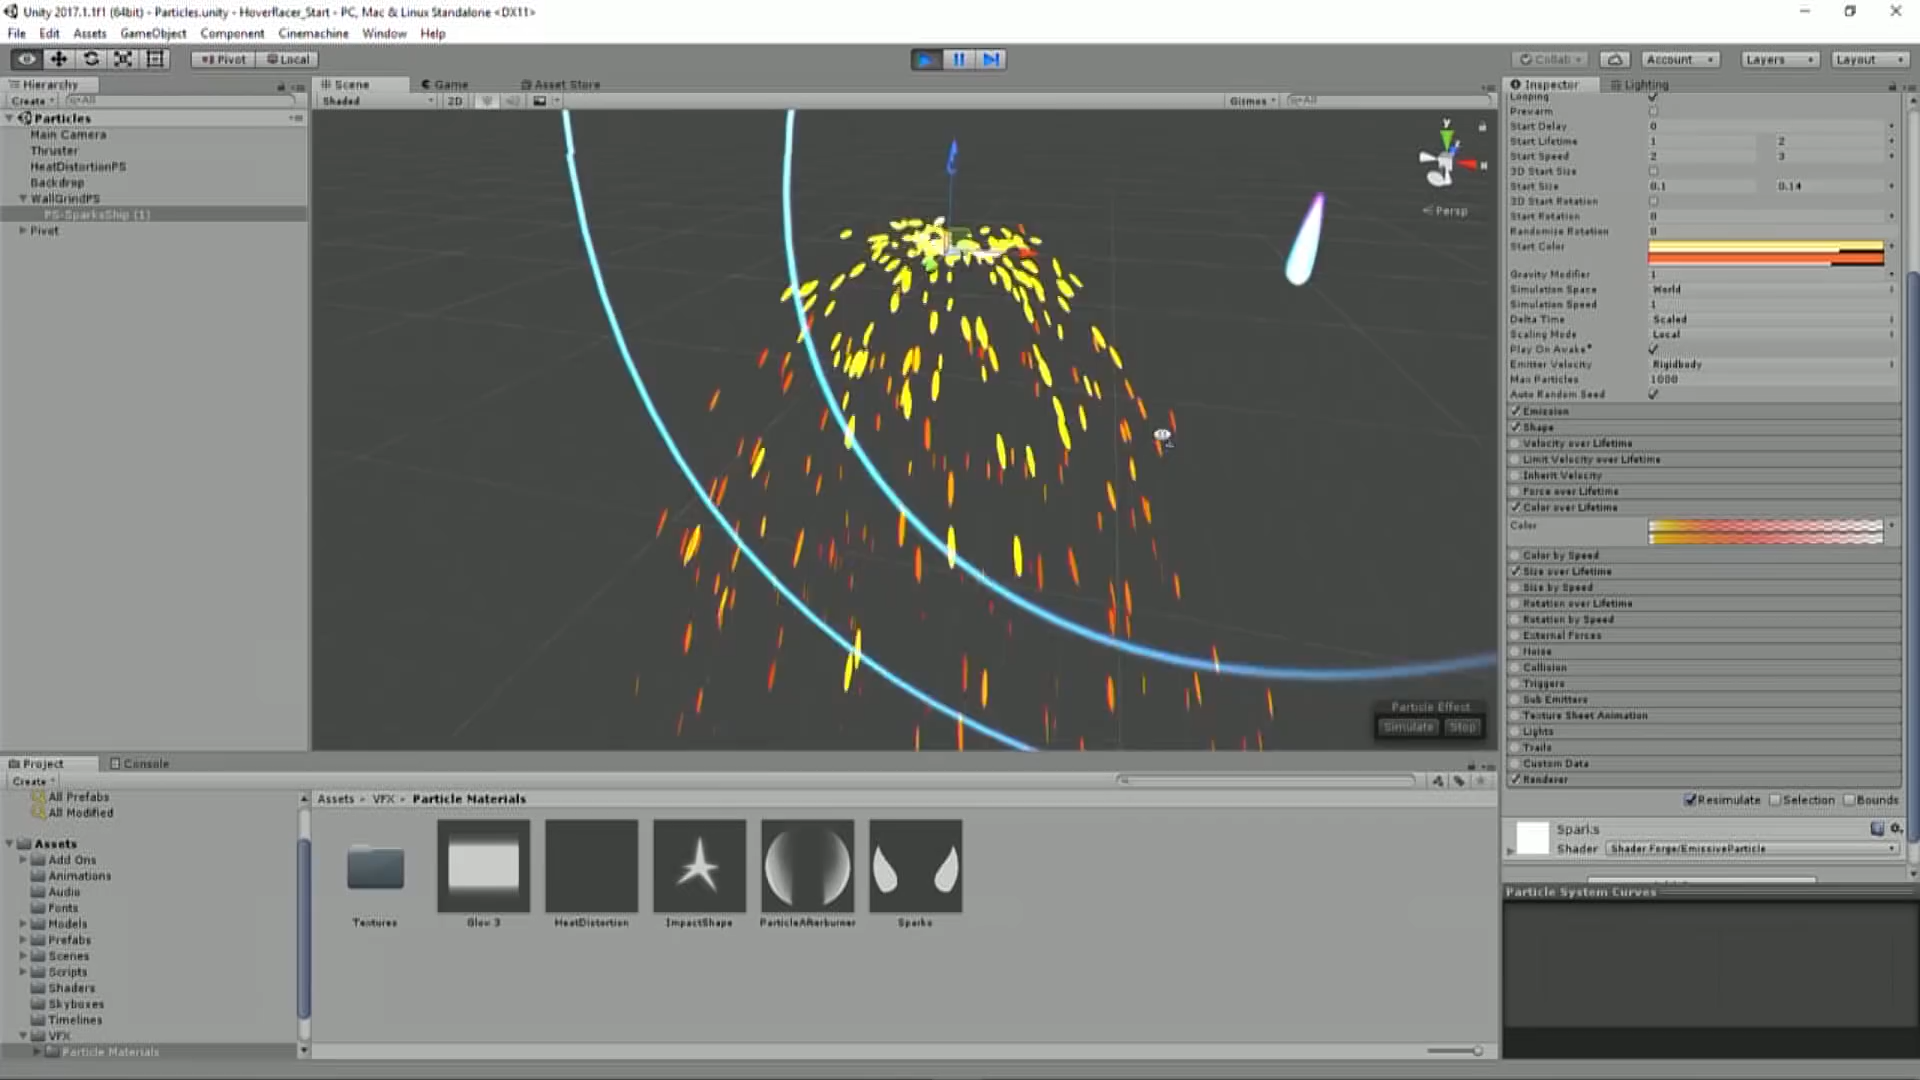 Unity 2017.1.1f1 (64bit) - Particles.unity - HoverRacer_Start - PC, Mac & Linux Standalone <DX11>
File Edit Assets GameObject Component Cinemachine Window Help
Pivot Local Collab Account Layers Layout
Hierarchy
Create All
Particles
Main Camera
Thruster
HeatDistortionPS
Backdrop
WallGrindPS
PS-SparksShip (1)
Pivot
Scene Game Asset Store
Shaded 2D Gizmos All
y
x
Persp
Particle Effect
Simulate Stop
Inspector Lighting
Looping
Prewarm
Start Delay 0
Start Lifetime 1 2
Start Speed 2 3
3D Start Size
Start Size 0.1 0.14
3D Start Rotation
Start Rotation 0
Randomize Rotation 0
Start Color
Gravity Modifier 1
Simulation Space World
Simulation Speed 1
Delta Time Scaled
Scaling Mode Local
Play On Awake*
Emitter Velocity Rigidbody
Max Particles 1000
Auto Random Seed
Emission
Shape
Velocity over Lifetime
Limit Velocity over Lifetime
Inherit Velocity
Force over Lifetime
Color over Lifetime
Color
Color by Speed
Size over Lifetime
Size by Speed
Rotation over Lifetime
Rotation by Speed
External Forces
Noise
Collision
Triggers
Sub Emitters
Texture Sheet Animation
Lights
Trails
Custom Data
Renderer
Resimulate Selection Bounds
Sparks
Shader Shader Forge/EmissiveParticle
Particle System Curves
Project Console
Create
All Prefabs
All Modified
Assets
Add Ons
Animations
Audio
Fonts
Models
Prefabs
Scenes
Scripts
Shaders
Skyboxes
Timelines
VFX
Particle Materials
Assets VFX Particle Materials
Textures Glow 3 HeatDistortion ImpactShape ParticleAfterburner Sparks